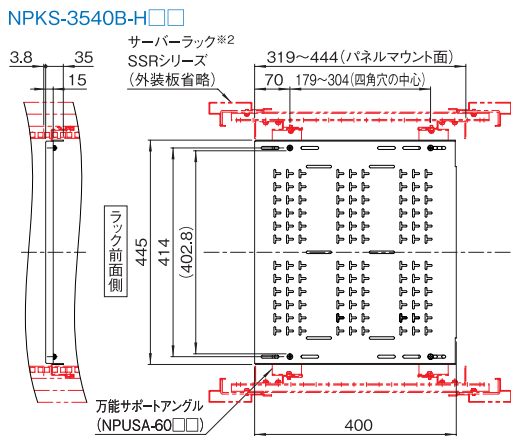 NPKS-3540B-H□□
3.8
35
15
サーバーラック※2
SSRシリーズ
(外装板省略)
319〜444(パネルマウント面)
70
179〜304(四角穴の中心)
ラック前面側
445
414
(402.8)
万能サポートアングル
(NPUSA-60□□)
400